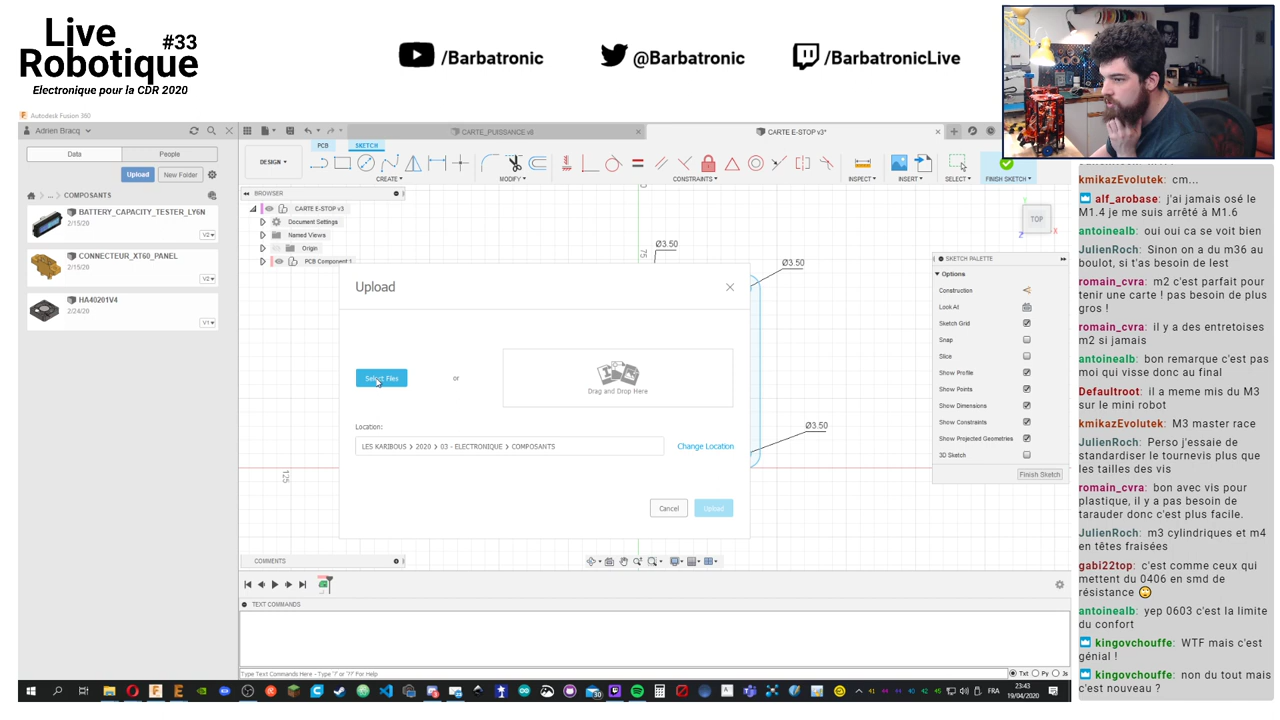 Live
Robotique #33
Electronique pour la CDR 2020
/Barbatronic
@Barbatronic
/BarbatronicLive
Autodesk Fusion 360
Adrien Bracq
CARTE_PUISSANCE v8
CARTE E-STOP v3*
Data
People
Upload
New Folder
... > COMPOSANTS
BATTERY_CAPACITY_TESTER_LY6N
2/15/20
V2
CONNECTEUR_XT60_PANEL
2/15/20
V2
HA40201V4
2/24/20
V1
PCB
SKETCH
DESIGN
CREATE
MODIFY
CONSTRAINTS
INSPECT
INSERT
SELECT
FINISH SKETCH
BROWSER
CARTE E-STOP v3
Document Settings
Named Views
Origin
PCB Component1
75
Ø3.50
Ø3.50
Ø3.50
125
TOP
Y
X
Z
Upload
Select Files
or
Drag and Drop Here
Location:
LES KARIBOUS > 2020 > 03 - ELECTRONIQUE > COMPOSANTS
Change Location
Cancel
Upload
SKETCH PALETTE
Options
Construction
Look At
Sketch Grid
Snap
Slice
Show Profile
Show Points
Show Dimensions
Show Constraints
Show Projected Geometries
3D Sketch
Finish Sketch
COMMENTS
TEXT COMMANDS
Type Text Commands Here - Type '?' or '??' For Help
Txt
Py
Js
FRA
23:43
19/04/2020
kmikazEvolutek: cm...
alf_arobase: j'ai jamais osé le
M1.4 je me suis arrêté à M1.6
antoinealb: oui oui ca se voit bien
JulienRoch: Sinon on a du m36 au
boulot, si t'as besoin de lest
romain_cvra: m2 c'est parfait pour
tenir une carte ! pas besoin de plus
gros !
romain_cvra: il y a des entretoises
m2 si jamais
antoinealb: bon remarque c'est pas
moi qui visse donc au final
Defaultroot: il a meme mis du M3
sur le mini robot
kmikazEvolutek: M3 master race
JulienRoch: Perso j'essaie de
standardiser le tournevis plus que
les tailles des vis
romain_cvra: bon avec vis pour
plastique, il y a pas besoin de
tarauder donc c'est plus facile.
JulienRoch: m3 cylindriques et m4
en têtes fraisées
gabi22top: c'est comme ceux qui
mettent du 0406 en smd de
résistance
antoinealb: yep 0603 c'est la limite
du confort
kingovchouffe: WTF mais c'est
génial !
kingovchouffe: non du tout mais
c'est nouveau ?